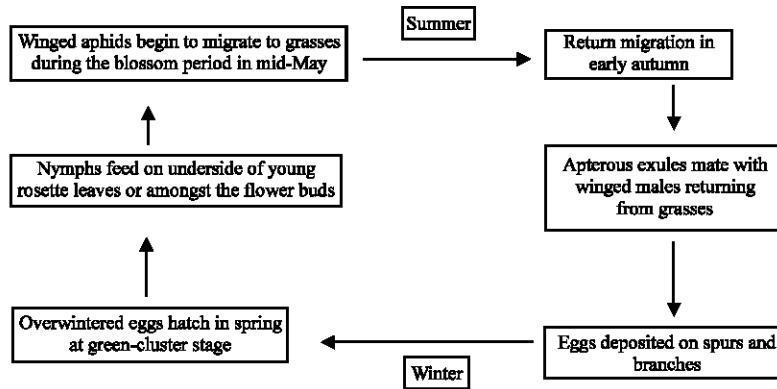 Winged aphids begin to migrate to grasses
during the blossom period in mid-May
Summer
Return migration in
early autumn
Nymphs feed on underside of young
rosette leaves or amongst the flower buds
Apterous exules mate with
winged males returning
from grasses
Overwintered eggs hatch in spring
at green-cluster stage
Winter
Eggs deposited on spurs and
branches